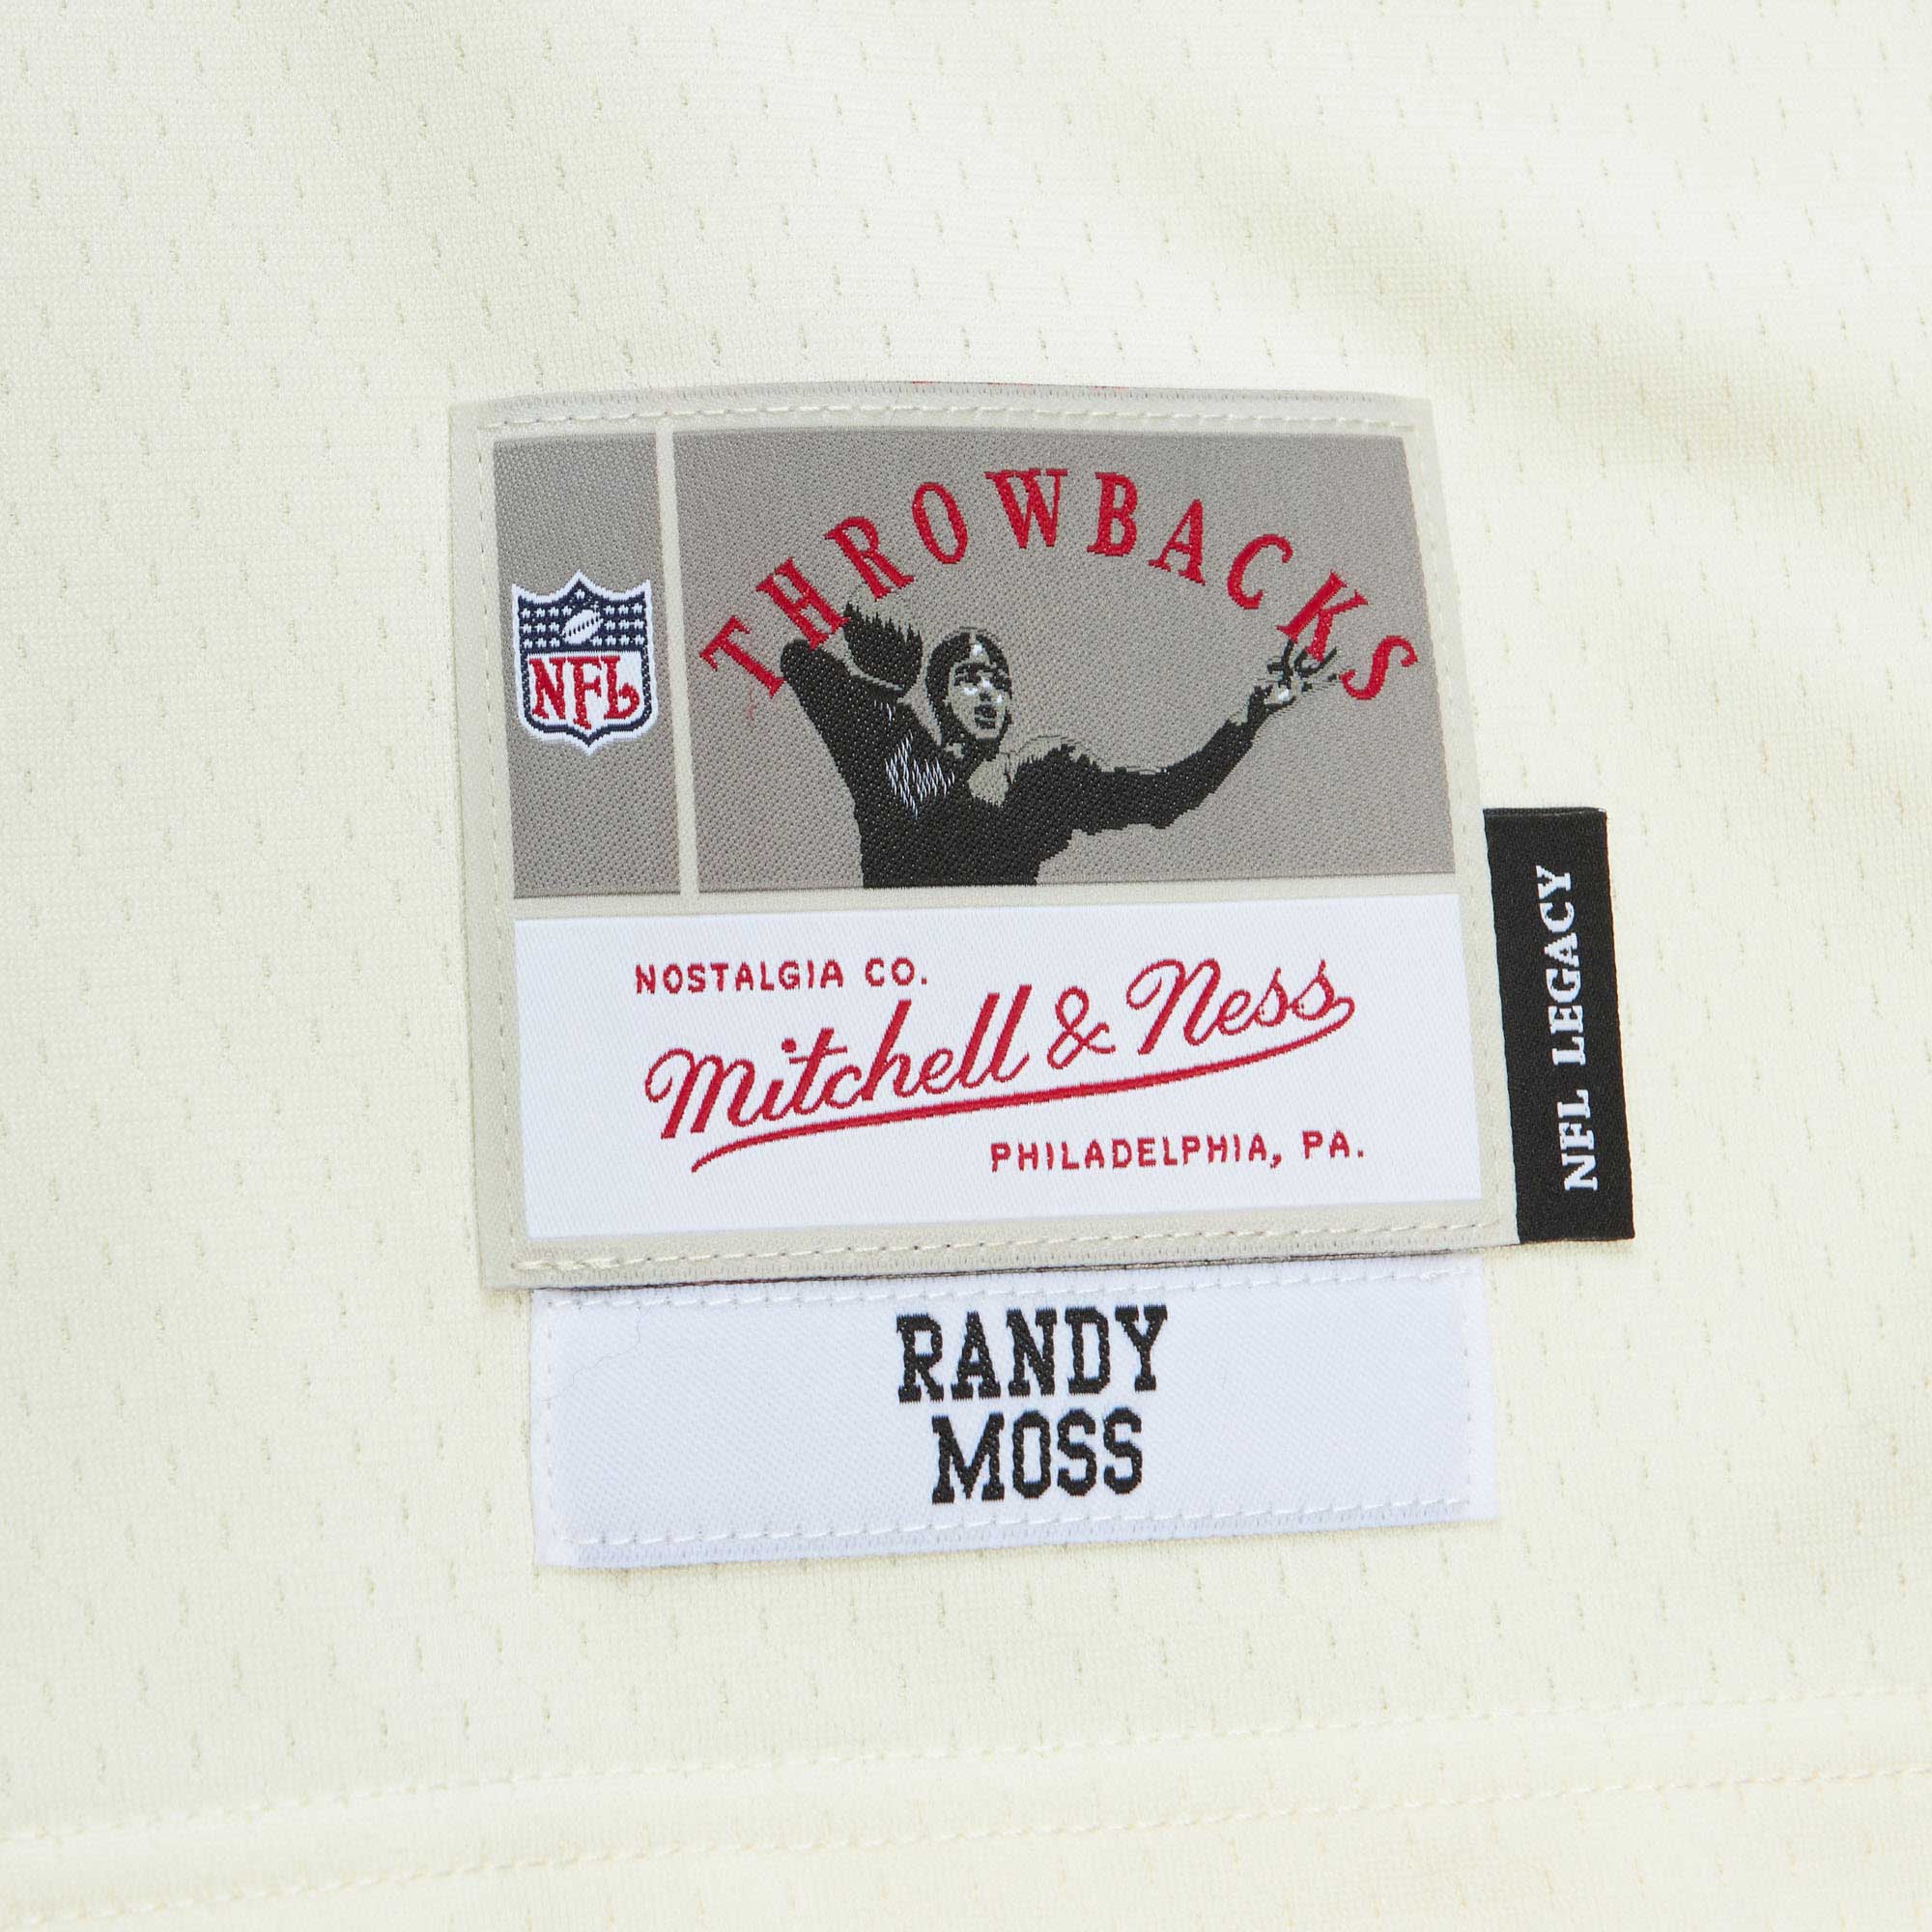 THROWBACKS
NFL
NOSTALGIA CO.
Mitchell & Ness
PHILADELPHIA, PA.
NFL LEGACY
RANDY
MOSS